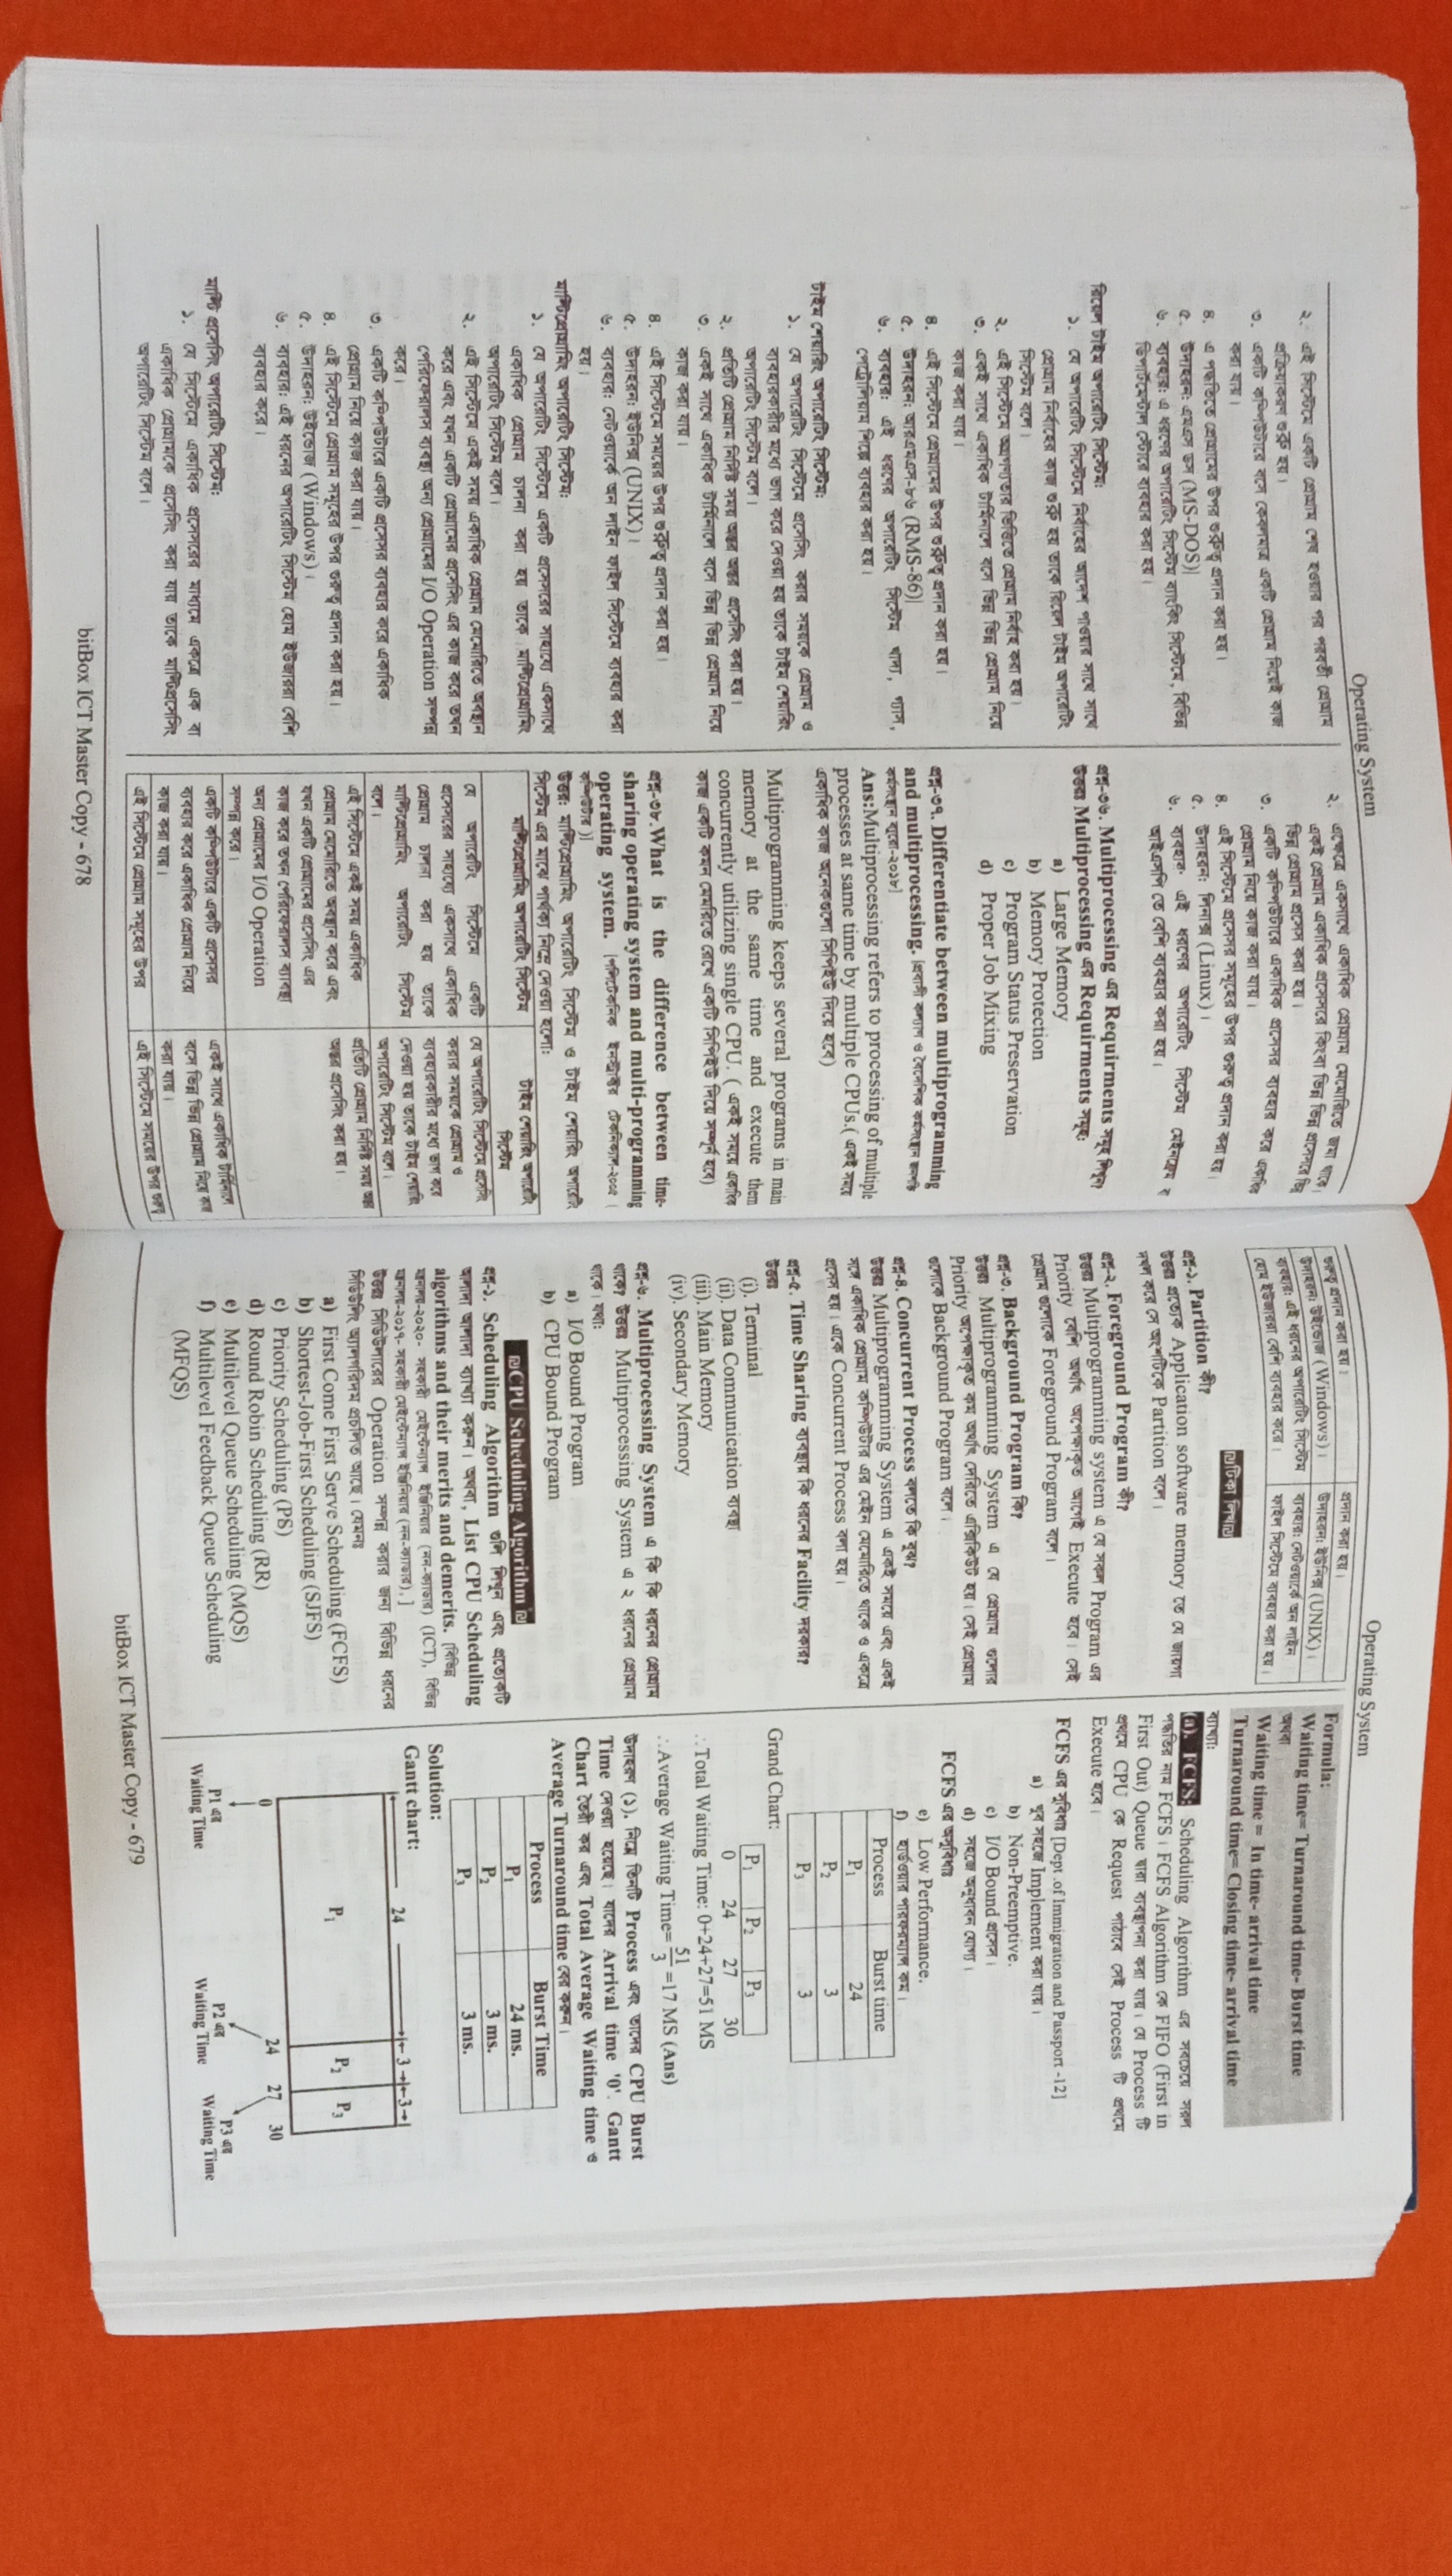 Operating System
২. এই সিস্টেমে একটি প্রোগ্রাম শেষ হওয়ার পর পরবর্তী প্রোগ্রাম
প্রক্রিয়াকরণ শুরু হয়।
৩. একটি কম্পিউটারে বসে কেবলমাত্র একটি প্রোগ্রাম নিয়েই কাজ
করা যায়।
৪. এ পদ্ধতিতে প্রোগ্রামের উপর গুরুত্ব প্রদান করা হয়।
৫. উদাহরন: এমএস ডস (MS-DOS)|
৬. ব্যবহার: এ ধরণের অপারেটিং সিস্টেম ব্যাংকিং সিস্টেমে, বিভিন্ন
ডিপার্টমেন্টাল স্টোরে ব্যবহার করা হয়।
রিয়েল টাইম অপারেটিং সিস্টেম:
১. যে অপারেটিং সিস্টেমে নির্বাহের আদেশ পাওয়ার সাথে সাথে
প্রোগ্রাম নির্বাহের কাজ শুরু হয় তাকে রিয়েল টাইম অপারেটিং
সিস্টেম বলে।
২. এই সিস্টেমে অগ্রগণ্যতার ভিত্তিতে প্রোগ্রাম নির্বাহ করা হয়।
৩. একই সাথে একাধিক টার্মিনালে বসে ভিন্ন ভিন্ন প্রোগ্রাম নিয়ে
কাজ করা যায়।
৪. এই সিস্টেমে প্রোগ্রামের উপর গুরুত্ব প্রদান করা হয়।
৫. উদাহরন: আরএমএস-৮৬ (RMS-86)|
৬. ব্যবহার: এই ধরণের অপারেটিং সিস্টেম খাদ্য, গ্যাস,
পেট্রোলিয়াম শিল্পে ব্যবহার করা হয়।
টাইম শেয়ারিং অপারেটিং সিস্টেম:
১. যে অপারেটিং সিস্টেমে প্রসেসিং করার সময়কে প্রোগ্রাম ও
ব্যবহারকারীর মধ্যে ভাগ করে দেওয়া হয় তাকে টাইম শেয়ারিং
অপারেটিং সিস্টেম বলে।
২. প্রতিটি প্রোগ্রাম নির্দিষ্ট সময় অন্তর অন্তর প্রসেসিং করা হয়।
৩. একই সাথে একাধিক টার্মিনালে বসে ভিন্ন ভিন্ন প্রোগ্রাম নিয়ে
কাজ করা যায়।
৪. এই সিস্টেমে সময়ের উপর গুরুত্ব প্রদান করা হয়।
৫. উদাহরন: ইউনিক্স (UNIX)।
৬. ব্যবহার: নেটওয়ার্কে অন লাইন ফাইল সিস্টেমে ব্যবহার করা
হয়।
মাল্টিপ্রোগ্রামিং অপারেটিং সিস্টেম:
১. যে অপারেটিং সিস্টেমে একটি প্রসেসরের সাহায্যে একসাথে
একাধিক প্রোগ্রাম চালনা করা হয় তাকে মাল্টিপ্রোগ্রামিং
অপারেটিং সিস্টেম বলে।
২. এই সিস্টেমে একই সময় একাধিক প্রোগ্রাম মেমোরিতে অবস্থান
করে এবং যখন একটি প্রোগ্রামের প্রসেসিং এর কাজ করে তখন
পেরিফেরালস ব্যবস্থা অন্য প্রোগ্রামের I/O Operation সম্পন্ন
করে।
৩. একটি কম্পিউটারে একটি প্রসেসর ব্যবহার করে একাধিক
প্রোগ্রাম নিয়ে কাজ করা যায়।
৪. এই সিস্টেমে প্রোগ্রাম সমূহের উপর গুরুত্ব প্রদান করা হয়।
৫. উদাহরন: উইন্ডোজ (Windows)।
৬. ব্যবহার: এই ধরনের অপারেটিং সিস্টেম হোম ইউজাররা বেশি
ব্যবহার করে।
মাল্টি প্রসেসিং অপারেটিং সিস্টেম:
১. যে সিস্টেমে একাধিক প্রসেসরের মাধ্যমে একত্রে এক বা
একাধিক প্রোগ্রামকে প্রসেসিং করা যায় তাকে মাল্টিপ্রসেসিং
অপারেটিং সিস্টেম বলে।
২. এক্ষেত্রে একসাথে একাধিক প্রোগ্রাম মেমোরিতে জমা থাকে।
একই প্রোগ্রাম একাধিক প্রসেসরে কিংবা ভিন্ন ভিন্ন প্রসেসরে ভিন্ন
ভিন্ন প্রোগ্রাম প্রসেস করা হয়।
৩. একটি কম্পিউটারে একাধিক প্রসেসর ব্যবহার করে একাধিক
প্রোগ্রাম নিয়ে কাজ করা যায়।
৪. এই সিস্টেমে প্রসেসর সমূহের উপর গুরুত্ব প্রদান করা হয়।
৫. উদাহরন: লিনাক্স (Linux)।
৬. ব্যবহার: এই ধরণের অপারেটিং সিস্টেম মেইনফ্রেম ব
আইএসপি তে বেশি ব্যবহার করা হয়।
প্রশ্ন-৩৬. Multiprocessing এর Requirments সমূহ লিখুন?
উত্তরঃ Multiprocessing এর Requirments সমূহ:
a) Large Memory
b) Memory Protection
c) Program Status Preservation
d) Proper Job Mixing
প্রশ্ন-৩৭. Differentiate between multiprogramming
and multiprocessing. [প্রবাসী কল্যাণ ও বৈদেশিক কর্মসংস্থান জনশক্তি
কর্মসংস্থান ব্যুরো-২০১৮]
Ans:Multiprocessing refers to processing of multiple
processes at same time by multiple CPUs.( একই সময়ে
একাধিক কাজ অনেকগুলো সিপিইউ দিয়ে হবে)
Multiprogramming keeps several programs in main
memory at the same time and execute them
concurrently utilizing single CPU. ( একই সময়ে একাধিক
কাজ একটি কমন মেমরিতে রেখে একটি সিপিইউ দিয়ে সম্পূর্ন হবে)
প্রশ্ন-৩৮.What is the difference between time-
sharing operating system and multi-programming
operating system. [পলিটেকনিক ইনস্ট্রাক্টর টেকনিক্যাল-২০০৫ (
কম্পিউটার )]
উত্তর: মাল্টিপ্রোগ্রামিং অপারেটিং সিস্টেম ও টাইম শেয়ারিং অপারেটিং
সিস্টেম এর মাঝে পার্থক্য নিম্নে দেওয়া হলো:
মাল্টিপ্রোগ্রামিং অপারেটিং সিস্টেম টাইম শেয়ারিং অপারেটিং
সিস্টেম
যে অপারেটিং সিস্টেমে একটি যে অপারেটিং সিস্টেমে প্রসেসিং
প্রসেসরের সাহায্যে একসাথে একাধিক করার সময়কে প্রোগ্রাম ও
প্রোগ্রাম চালনা করা হয় তাকে ব্যবহারকারীর মধ্যে ভাগ করে
মাল্টিপ্রোগ্রামিং অপারেটিং সিস্টেম দেওয়া হয় তাকে টাইম শেয়ারিং
বলে। অপারেটিং সিস্টেম বলে।
এই সিস্টেমে একই সময় একাধিক প্রতিটি প্রোগ্রাম নির্দিষ্ট সময় অন্তর
প্রোগ্রাম মেমোরিতে অবস্থান করে এবং অন্তর প্রসেসিং করা হয়।
যখন একটি প্রোগ্রামের প্রসেসিং এর
কাজ করে তখন পেরিফেরালস ব্যাবস্থা
অন্য প্রোগ্রামের I/O Operation
সম্পন্ন করে।
একটি কম্পিউটারে একটি প্রসেসর একই সাথে একাধিক টার্মিনালে
ব্যবহার করে একাধিক প্রোগ্রাম নিয়ে বসে ভিন্ন ভিন্ন প্রোগ্রাম নিয়ে কাজ
কাজ করা যায়। করা যায়।
এই সিস্টেমে প্রোগ্রাম সমূহের উপর এই সিস্টেমে সময়ের উপর গুরুত্ব
bitBox ICT Master Copy - 678
Operating System
গুরুত্ব প্রদান করা হয়। প্রদান করা হয়।
উদাহরন: উইন্ডোজ (Windows)। উদাহরন: ইউনিক্স (UNIX)।
ব্যবহার: এই ধরনের অপারেটিং সিস্টেম ব্যবহার: নেটওয়ার্কে অন লাইন
হোম ইউজাররা বেশি ব্যবহার করে। ফাইল সিস্টেমে ব্যবহার করা হয়।
টিকা লিখ
প্রশ্ন-১. Partition কী?
উত্তরঃ প্রত্যেক Application software memory তে যে জায়গা
দখল করে সে অংশটিকে Partition বলে।
প্রশ্ন-২. Foreground Program কী?
উত্তরঃ Multiprogramming system এ যে সকল Program এর
Priority বেশি অর্থাৎ অপেক্ষাকৃত আগেই Execute হবে। সেই
প্রোগ্রাম গুলোকে Foreground Program বলে।
প্রশ্ন-৩. Background Program কি?
উত্তরঃ Multiprogramming System এ যে প্রোগ্রাম গুলোর
Priority অপেক্ষাকৃত কম অর্থাৎ দেরিতে এক্সিকিউট হয়। সেই প্রোগ্রাম
গুলোকে Background Program বলে।
প্রশ্ন-৪. Concurrent Process বলতে কি বুঝ?
উত্তরঃ Multiprogramming System এ একই সময়ে এবং একই
সঙ্গে একাধিক প্রোগ্রাম কম্পিউটার এর মেইন মেমোরিতে থাকে ও একত্রে
প্রসেস হয়। একে Concurrent Process বলা হয়।
প্রশ্ন-৫. Time Sharing ব্যবস্থায় কি ধরনের Facility দরকার?
উত্তরঃ
(i). Terminal
(ii). Data Communication ব্যবস্থা
(iii). Main Memory
(iv). Secondary Memory
প্রশ্ন-৬. Multiprocessing System এ কি কি ধরনের প্রোগ্রাম
থাকে? উত্তরঃ Multiprocessing System এ ২ ধরনের প্রোগ্রাম
থাকে। যথা:
a) I/O Bound Program
b) CPU Bound Program
CPU Scheduling Algorithm
প্রশ্ন-১. Scheduling Algorithm গুলি লিখুন এবং প্রত্যেকটি
আলাদা আলাদা ব্যাখ্যা করুন। অথবা, List CPU Scheduling
algorithms and their merits and demerits. [বিভিন্ন
মন্ত্রনালয়-২০২০- সহকারী মেইন্টেন্যান্স ইঞ্জিনিয়ার (নন-ক্যাডার) (ICT), বিভিন্ন
মন্ত্রনালয়-২০১৭- সহকারী মেইন্টেন্যান্স ইঞ্জিনিয়ার (নন-ক্যাডার), ]
উত্তরঃ সিডিউলারের Operation সম্পন্ন করার জন্য বিভিন্ন ধরনের
সিডিউলিং অ্যালগরিদম প্রচলিত আছে। যেমনঃ
a) First Come First Serve Scheduling (FCFS)
b) Shortest-Job-First Scheduling (SJFS)
c) Priority Scheduling (PS)
d) Round Robin Scheduling (RR)
e) Multilevel Queue Scheduling (MQS)
f) Multilevel Feedback Queue Scheduling
(MFQS)
Formula:
Waiting time= Turnaround time- Burst time
অথবা
Waiting time = In time- arrival time
Turnaround time= Closing time- arrival time
ব্যাখ্যা:
(a). FCFS: Scheduling Algorithm এর সবচেয়ে সরল
পদ্ধতির নাম FCFS। FCFS Algorithm কে FIFO (First in
First Out) Queue দ্বারা ব্যবস্থাপনা করা যায়। যে Process টি
প্রথমে CPU কে Request পাঠাবে সেই Process টি প্রথমে
Execute হবে।
FCFS এর সুবিধাঃ [Dept .of Immigration and Passport -12]
a) খুব সহজে Implement করা যায়।
b) Non-Preemptive.
c) I/O Bound প্রসেস।
d) সহজে অনুধাবন যোগ্য।
FCFS এর অসুবিধাঃ
e) Low Performance.
f) হার্ডওয়ার পারফরম্যান্স কম।
Process Burst time
P1 24
P2 3
P3 3
Grand Chart:
P1 P2 P3
0 24 27 30
∴Total Waiting Time: 0+24+27=51 MS
∴Average Waiting Time= 51/3 =17 MS (Ans)
উদাহরণ (১). নিম্নে তিনটি Process এবং তাদের CPU Burst
Time দেওয়া হয়েছে। যাদের Arrival time '0'. Gantt
Chart তৈরী কর এবং Total Average Waiting time ও
Average Turnaround time বের করুন।
Process Burst Time
P1 24 ms.
P2 3 ms.
P3 3 ms.
Solution:
Gantt chart:
24 3 3
P1 P2 P3
0 24 27 30
P1 এর P2 এর P3 এর
Waiting Time Waiting Time Waiting Time
bitBox ICT Master Copy - 679